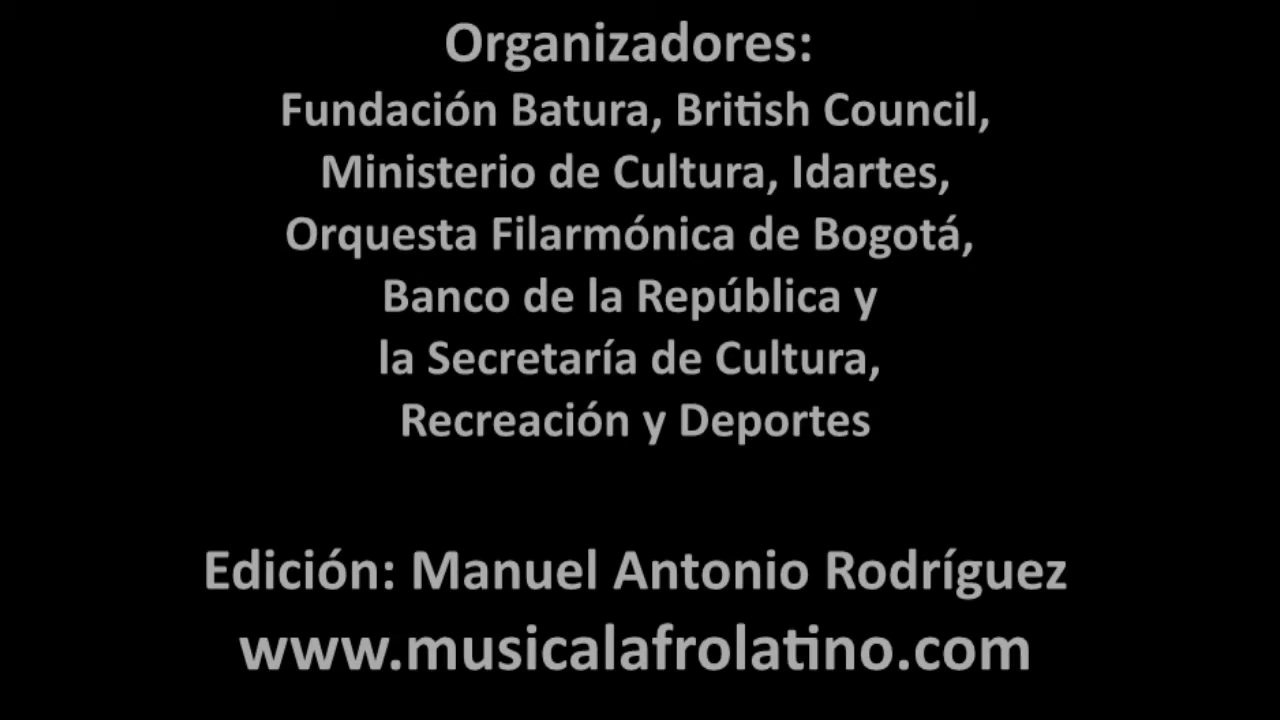 Organizadores:
Fundación Batura, British Council,
Ministerio de Cultura, Idartes,
Orquesta Filarmónica de Bogotá,
Banco de la República y
la Secretaría de Cultura,
Recreación y Deportes
Edición: Manuel Antonio Rodríguez
www.musicalafrolatino.com